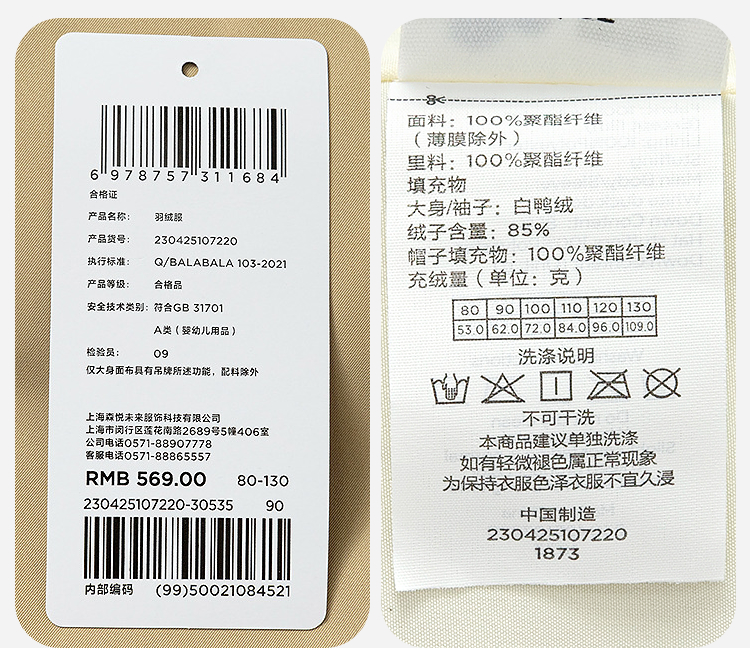 6 978757 311684
合格证
产品名称: 羽绒服
产品货号: 230425107220
执行标准: Q/BALABALA 103-2021
产品等级: 合格品
安全技术类别: 符合GB 31701
A类（婴幼儿用品）
检验员: 09
仅大身面布具有吊牌所述功能，配料除外
上海森悦未来服饰科技有限公司
上海市闵行区莲花南路2689号5幢406室
公司电话0571-88907778
客服电话0571-88865557
RMB 569.00 80-130
230425107220-30535 90
内部编码 (99)50021084521
面料: 100%聚酯纤维
（薄膜除外）
里料: 100%聚酯纤维
填充物
大身/袖子: 白鸭绒
绒子含量: 85%
帽子填充物: 100%聚酯纤维
充绒量（单位: 克）
80 90 100 110 120 130
53.0 62.0 72.0 84.0 96.0 109.0
洗涤说明
不可干洗
本商品建议单独洗涤
如有轻微褪色属正常现象
为保持衣服色泽衣服不宜久浸
中国制造
230425107220
1873